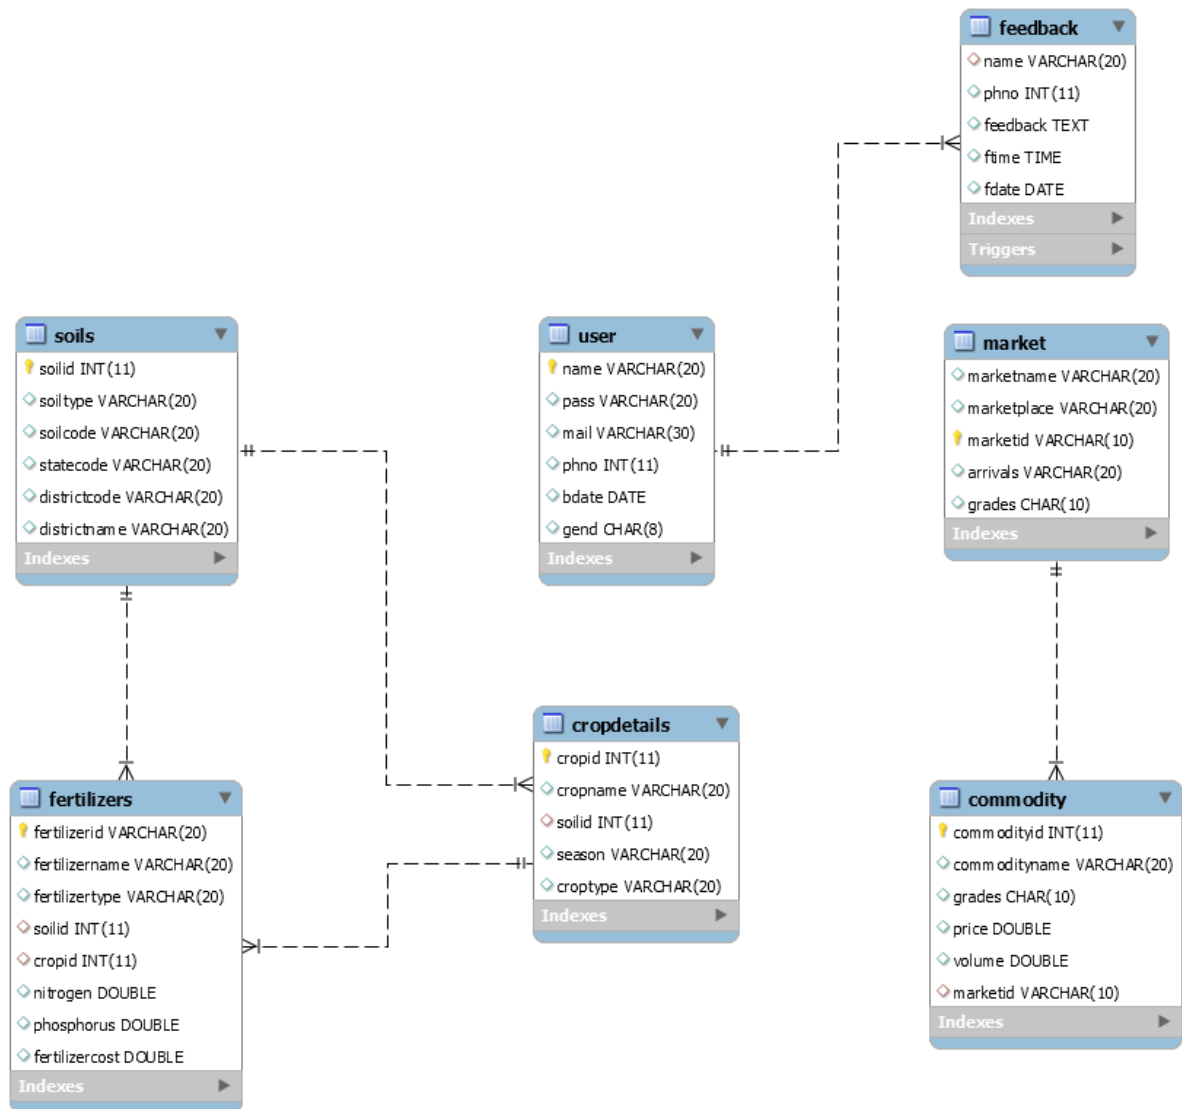 feedback
name VARCHAR(20)
phno INT(11)
feedback TEXT
ftime TIME
fdate DATE
Indexes
Triggers
soils
soilid INT(11)
soiltype VARCHAR(20)
soilcode VARCHAR(20)
statecode VARCHAR(20)
districtcode VARCHAR(20)
districtname VARCHAR(20)
Indexes
user
name VARCHAR(20)
pass VARCHAR(20)
mail VARCHAR(30)
phno INT(11)
bdate DATE
gend CHAR(8)
Indexes
market
marketname VARCHAR(20)
marketplace VARCHAR(20)
marketid VARCHAR(10)
arrivals VARCHAR(20)
grades CHAR(10)
Indexes
cropdetails
cropid INT(11)
cropname VARCHAR(20)
soilid INT(11)
season VARCHAR(20)
croptype VARCHAR(20)
Indexes
fertilizers
fertilizerid VARCHAR(20)
fertilizername VARCHAR(20)
fertilizertype VARCHAR(20)
soilid INT(11)
cropid INT(11)
nitrogen DOUBLE
phosphorus DOUBLE
fertilizercost DOUBLE
Indexes
commodity
commodityid INT(11)
commodityname VARCHAR(20)
grades CHAR(10)
price DOUBLE
volume DOUBLE
marketid VARCHAR(10)
Indexes